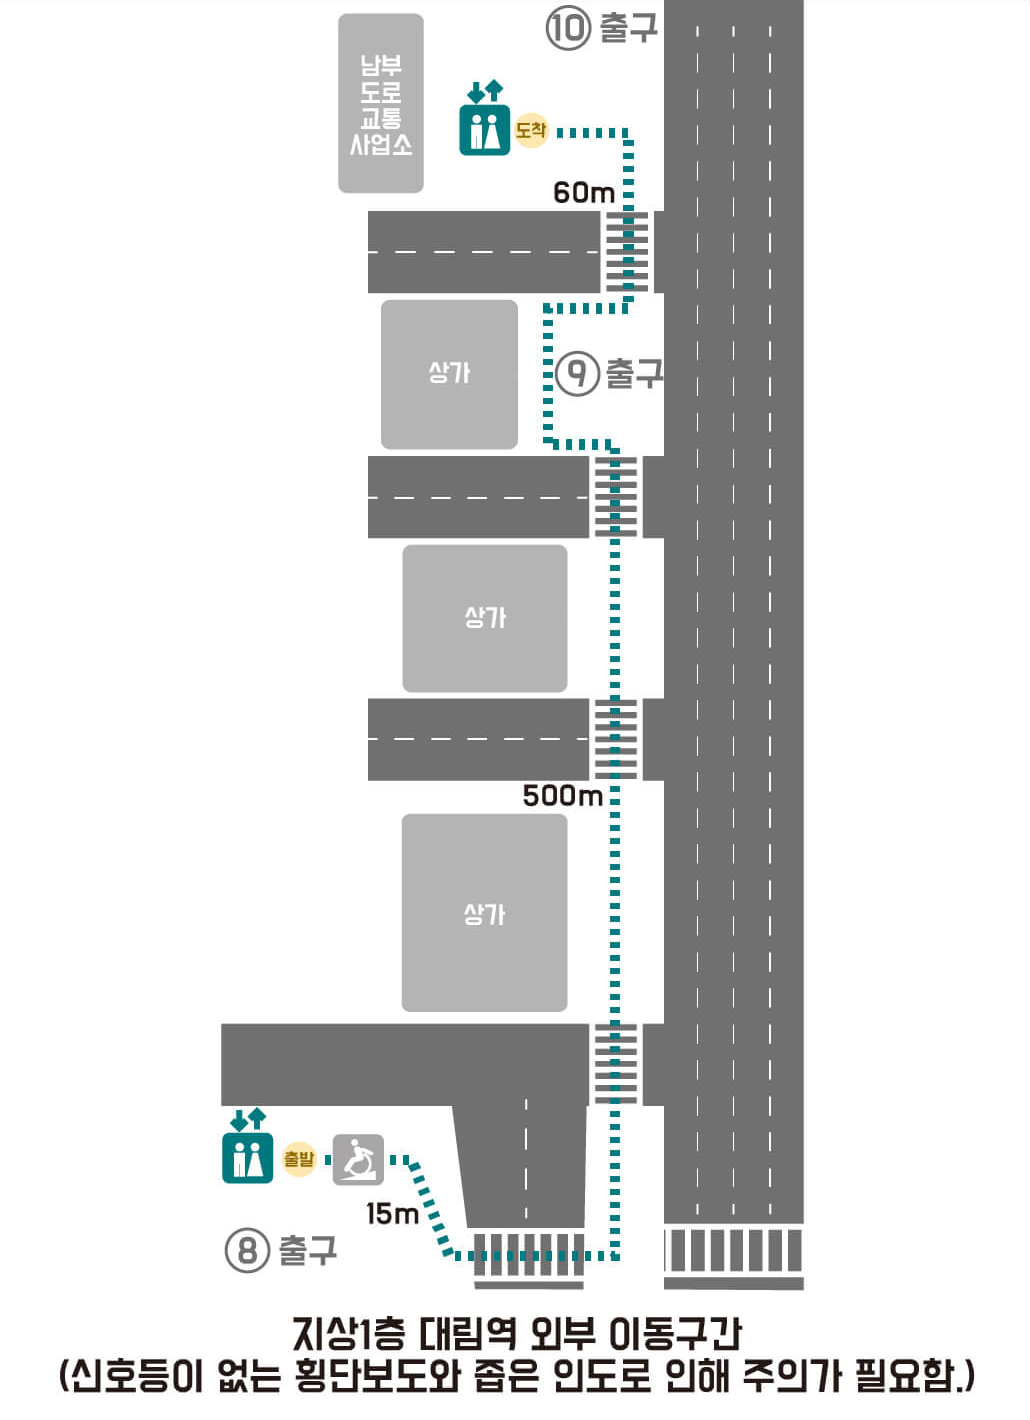 ⑩ 출구
남부
도로
교통
사업소
도착
60m
상가
⑨ 출구
상가
500m
상가
출발
15m
⑧ 출구
지상1층 대림역 외부 이동구간
(신호등이 없는 횡단보도와 좁은 인도로 인해 주의가 필요함.)